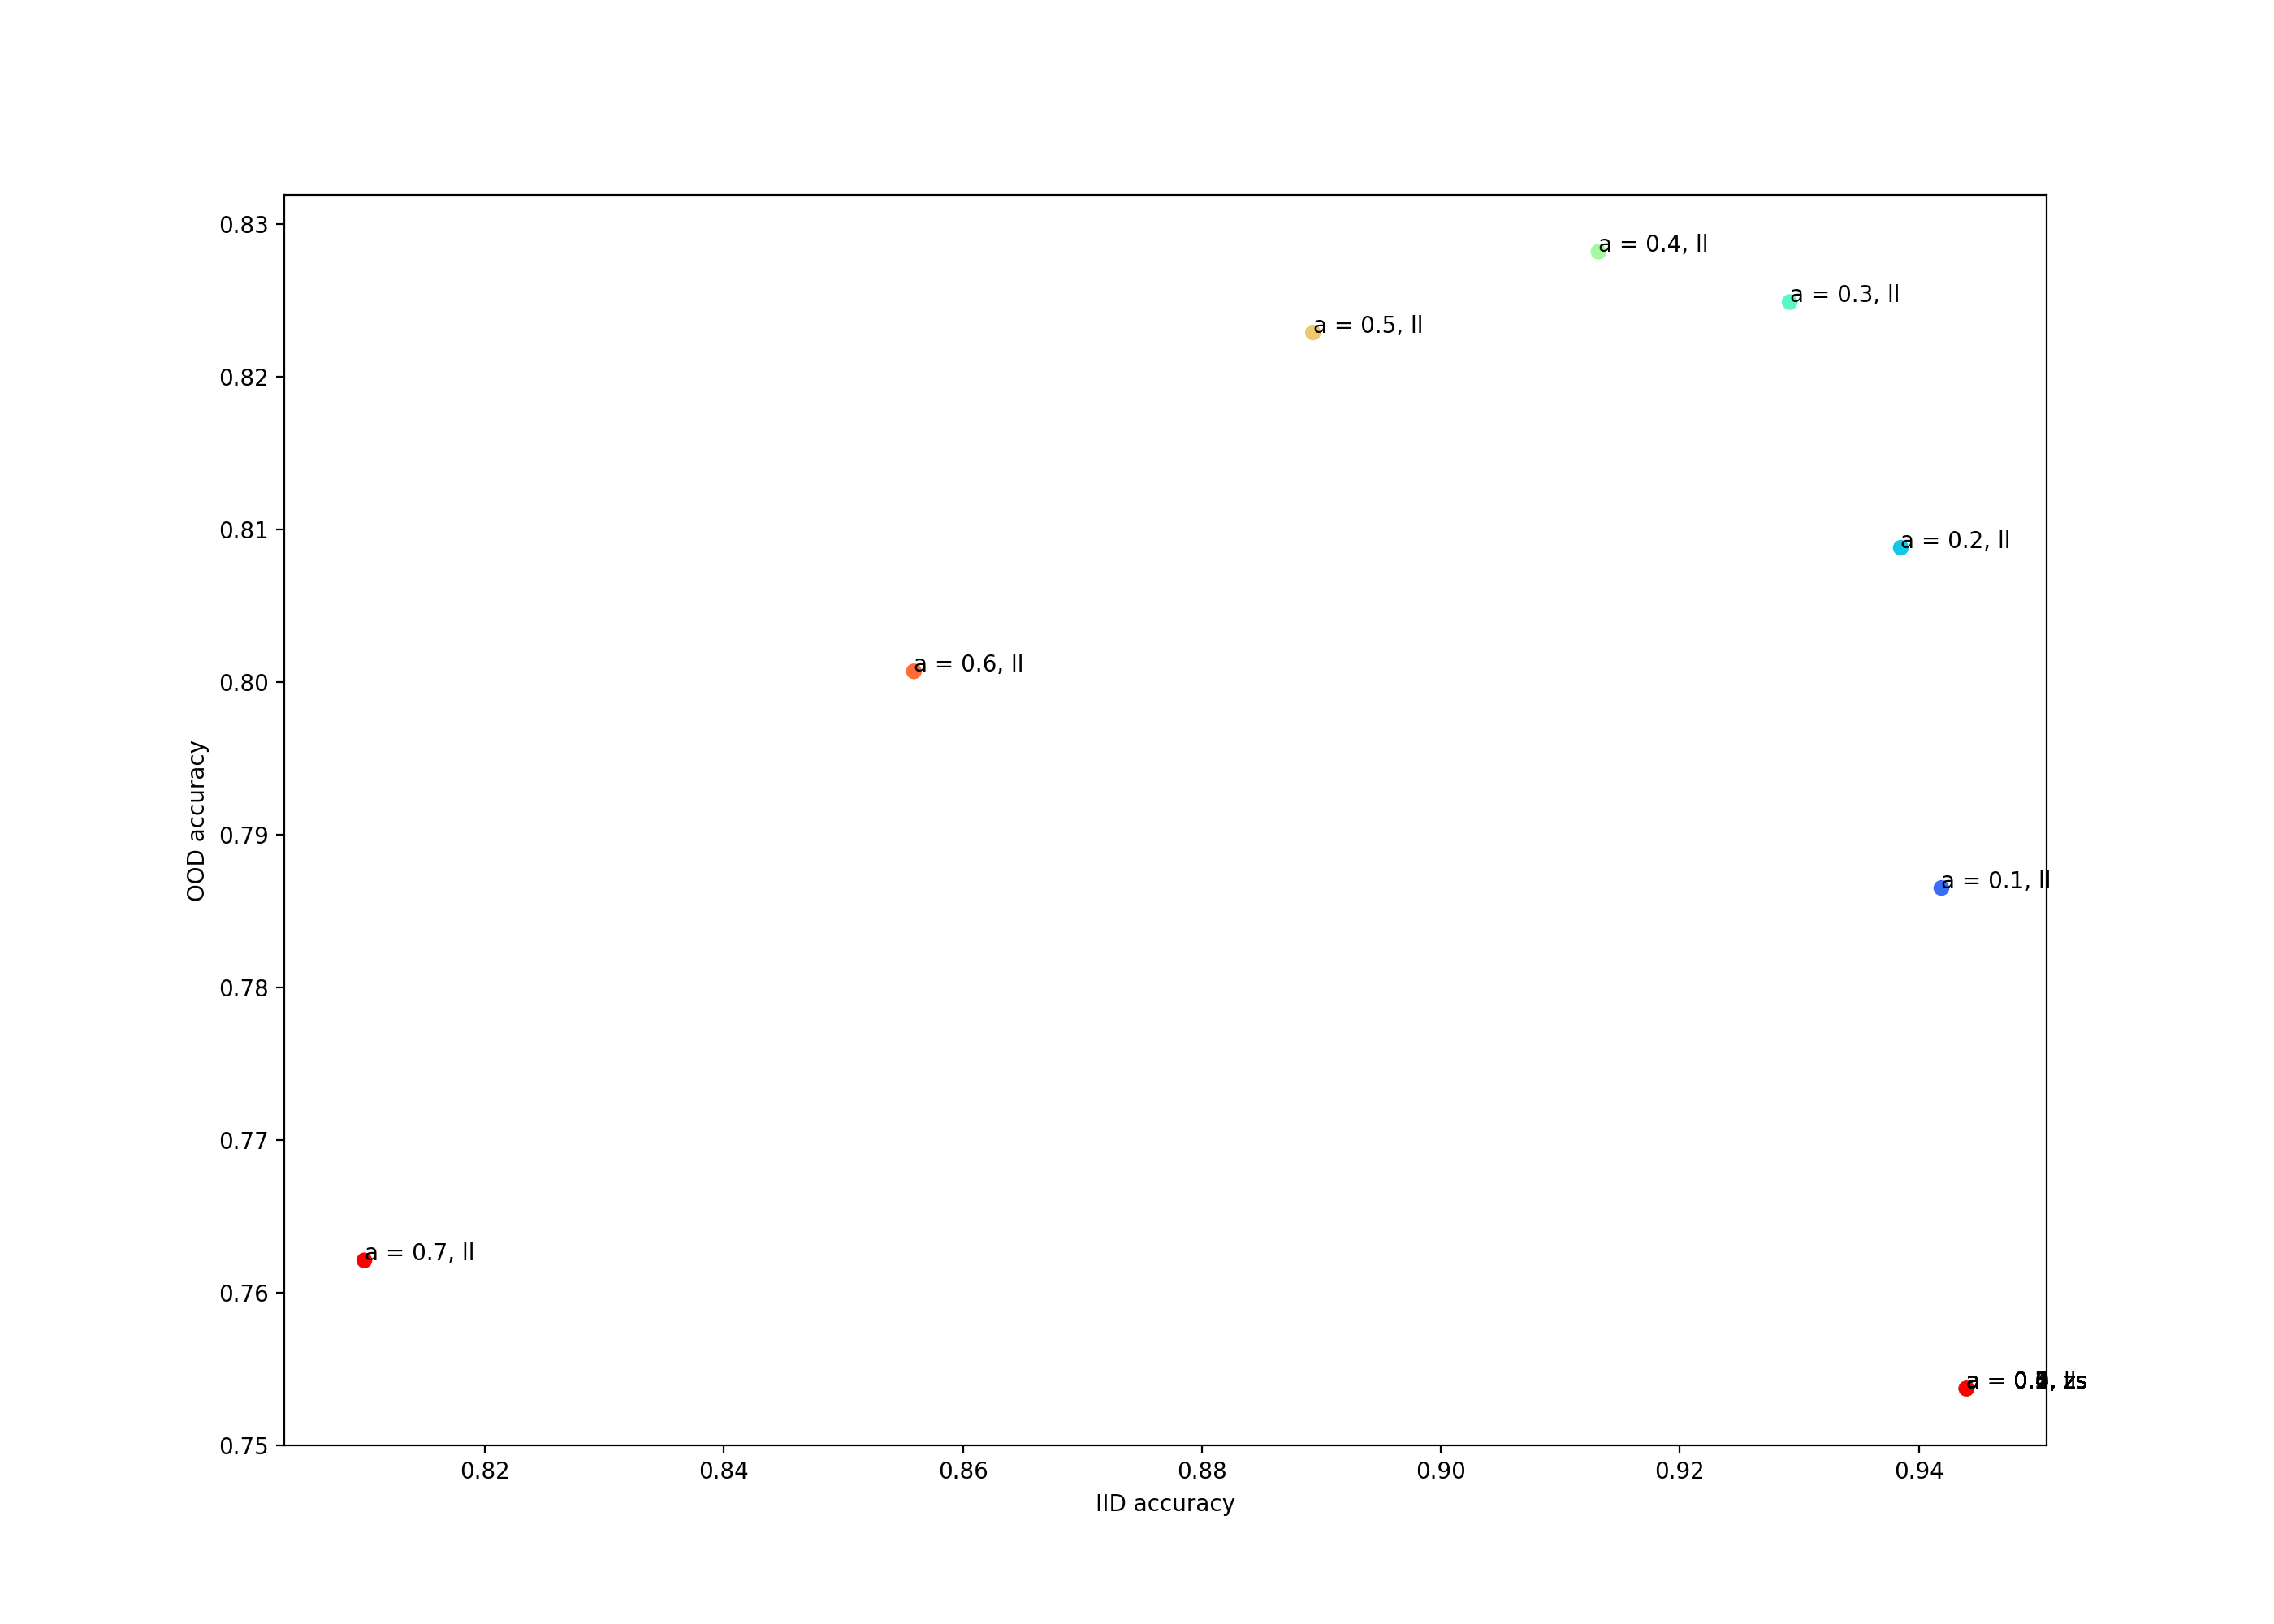 0.83
a = 0.4, ll
a = 0.3, ll
a = 0.5, ll
0.82
0.81
a = 0.2, ll
a = 0.6, ll
0.80
OOD accuracy
0.79
a = 0.1, ll
0.78
0.77
a = 0.7, ll
0.76
0.75
0.82 0.84 0.86 0.88 0.90 0.92 0.94
IID accuracy